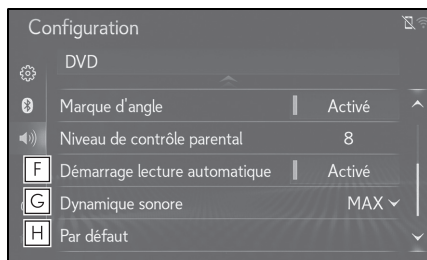 Configuration
DVD
Marque d'angle Activé
Niveau de contrôle parental 8
F Démarrage lecture automatique Activé
G Dynamique sonore MAX
H Par défaut